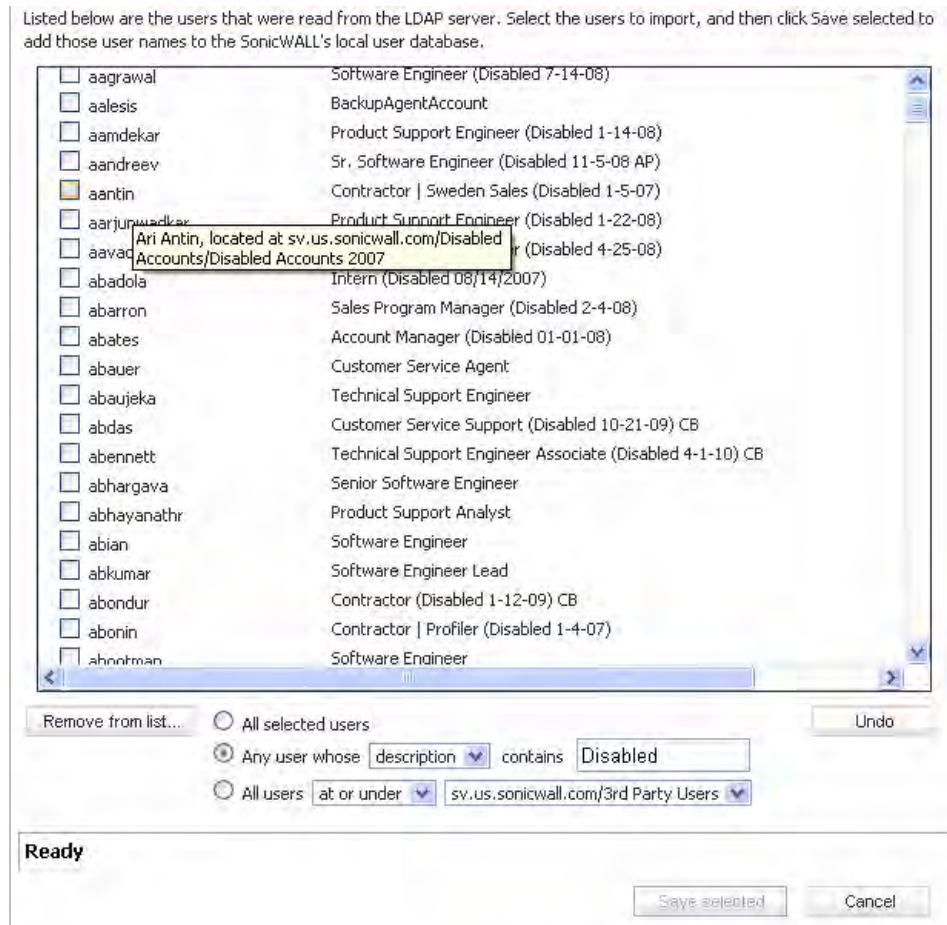 Listed below are the users that were read from the LDAP server. Select the users to import, and then click Save selected to
add those user names to the SonicWALL's local user database.
aagrawal Software Engineer (Disabled 7-14-08)
aalesis BackupAgentAccount
aamdekar Product Support Engineer (Disabled 1-14-08)
aandreev Sr. Software Engineer (Disabled 11-5-08 AP)
aantin Contractor | Sweden Sales (Disabled 1-5-07)
aarjunwadkar Product Support Engineer (Disabled 1-22-08)
Ari Antin, located at sv.us.sonicwall.com/Disabled
Accounts/Disabled Accounts 2007
(Disabled 4-25-08)
abadola Intern (Disabled 08/14/2007)
abarron Sales Program Manager (Disabled 2-4-08)
abates Account Manager (Disabled 01-01-08)
abauer Customer Service Agent
abaujeka Technical Support Engineer
abdas Customer Service Support (Disabled 10-21-09) CB
abennett Technical Support Engineer Associate (Disabled 4-1-10) CB
abhargava Senior Software Engineer
abhayanathr Product Support Analyst
abian Software Engineer
abkumar Software Engineer Lead
abondur Contractor (Disabled 1-12-09) CB
abonin Contractor | Profiler (Disabled 1-4-07)
abootman Software Engineer
Remove from list... All selected users Undo
Any user whose description contains Disabled
All users at or under sv.us.sonicwall.com/3rd Party Users
Ready
Save selected Cancel